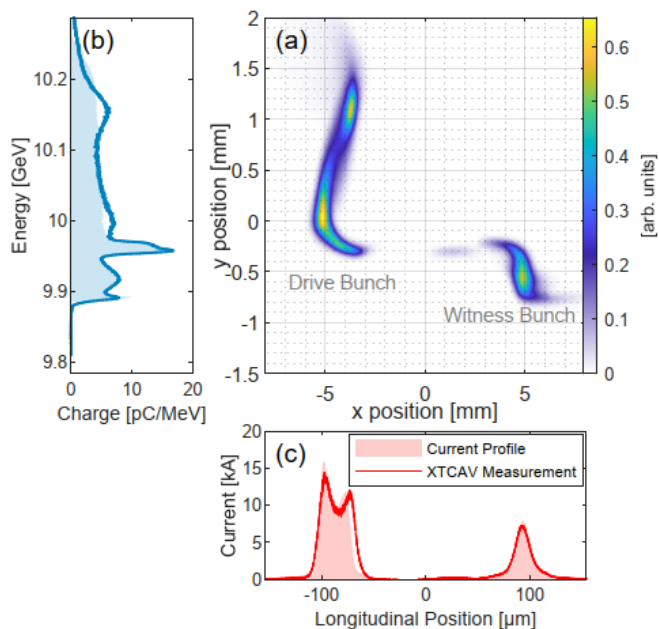 (b)
10.2
10.1
10
9.9
9.8
Energy [GeV]
0
10
20
Charge [pC/MeV]
(a)
2
1.5
1
0.5
0
-0.5
-1
-1.5
y position [mm]
Drive Bunch
Witness Bunch
-5
0
5
x position [mm]
0.6
0.5
0.4
0.3
0.2
0.1
0
[arb. units]
(c)
20
15
10
5
0
Current [kA]
Current Profile
XTCAV Measurement
-100
0
100
Longitudinal Position [μm]